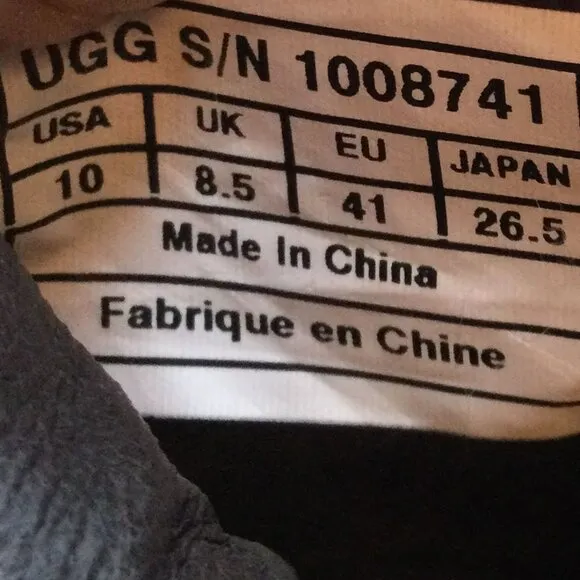 UGG S/N 1008741
USA UK EU JAPAN
10 8.5 41 26.5
Made In China
Fabrique en Chine